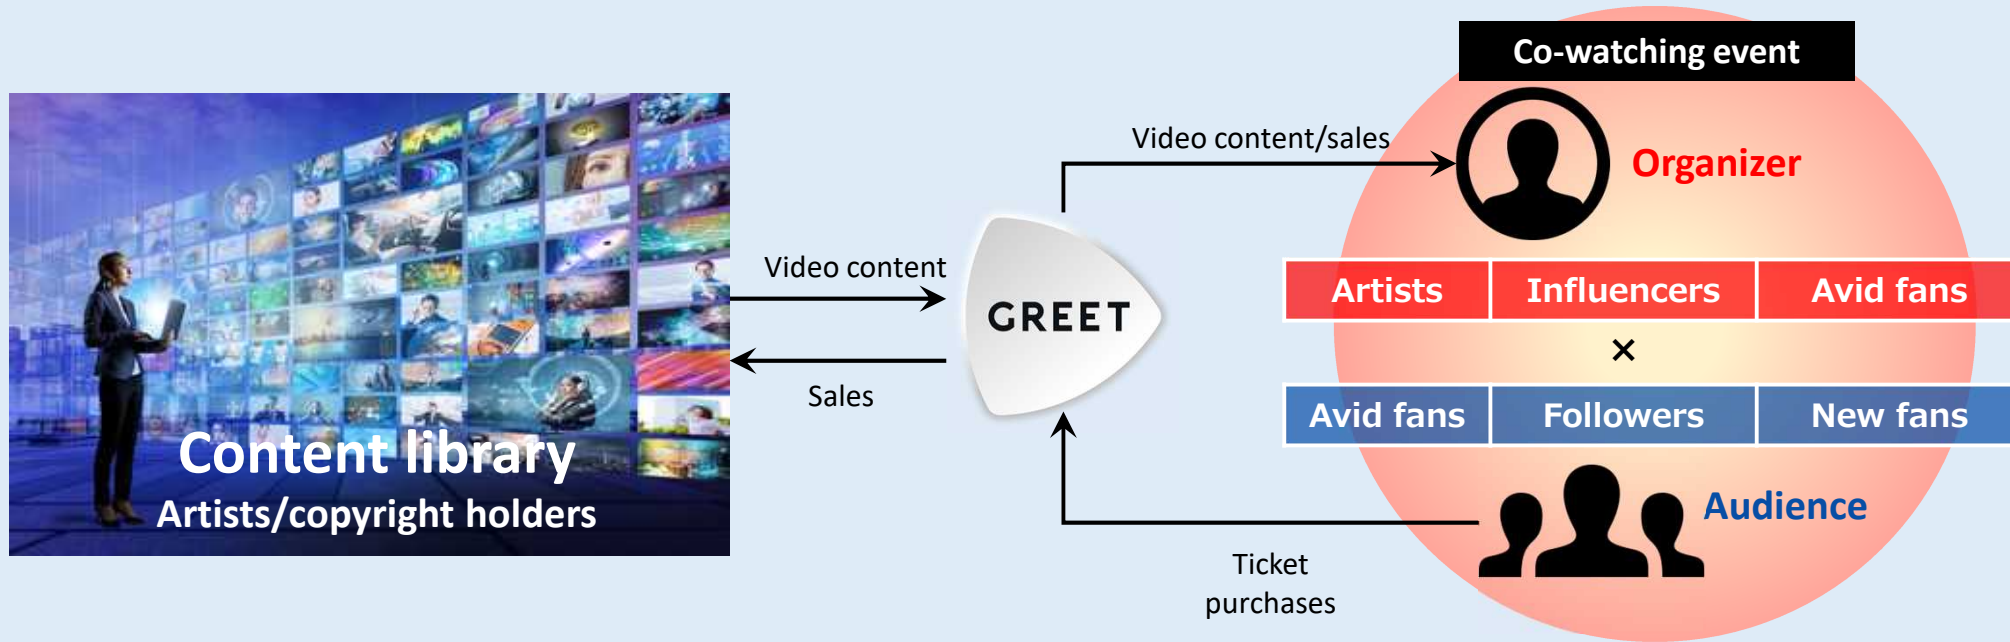 Co-watching event
Video content/sales
Organizer
Video content
GREET
Artists
Influencers
Avid fans
×
Sales
Avid fans
Followers
New fans
Content library
Artists/copyright holders
Audience
Ticket
purchases